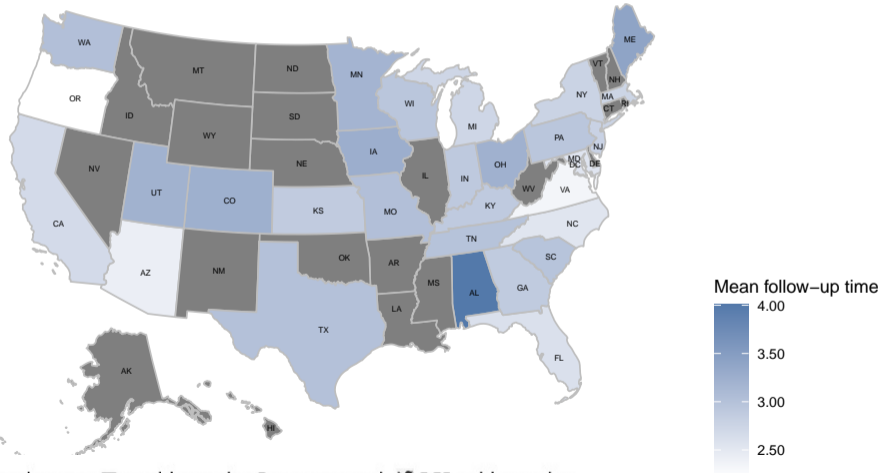 ME
WA
VT
NH
MT
ND
MN
OR
NY
MA
CT
RI
ID
SD
WI
MI
WY
PA
NJ
IA
NE
OH
MD
DC
DE
NV
IL
IN
UT
CO
WV
VA
KS
MO
KY
CA
NC
TN
OK
AR
SC
AZ
NM
MS
AL
GA
LA
TX
FL
AK
HI
Mean follow−up time
4.00
3.50
3.00
2.50